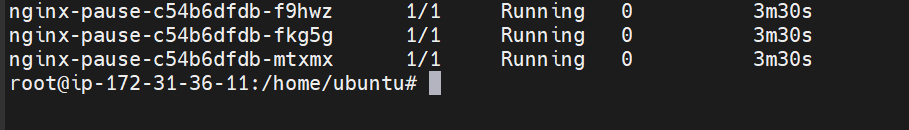 nginx-pause-c54b6dfdb-f9hwz 1/1 Running 0 3m30s
nginx-pause-c54b6dfdb-fkg5g 1/1 Running 0 3m30s
nginx-pause-c54b6dfdb-mtxmx 1/1 Running 0 3m30s
root@ip-172-31-36-11:/home/ubuntu#